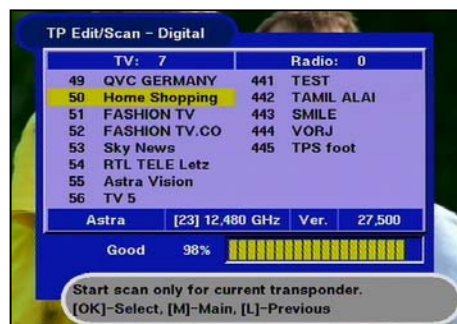 TP Edit/Scan – Digital
TV: 7 Radio: 0
49 QVC GERMANY 441 TEST
50 Home Shopping 442 TAMIL ALAI
51 FASHION TV 443 SMILE
52 FASHION TV.CO 444 VORJ
53 Sky News 445 TPS foot
54 RTL TELE Letz
55 Astra Vision
56 TV 5
Astra [23] 12,480 GHz Ver. 27,500
Good 98%
Start scan only for current transponder.
[OK]–Select, [M]–Main, [L]–Previous